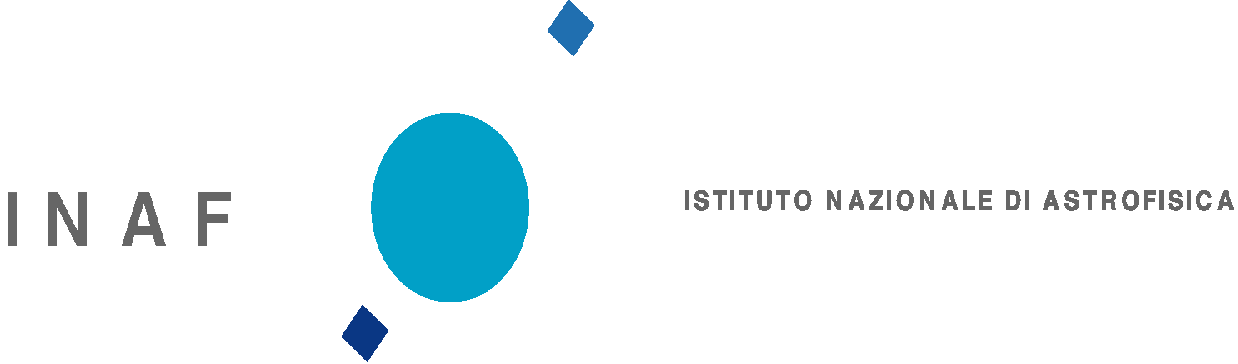 INAF
ISTITUTO NAZIONALE DI ASTROFISICA